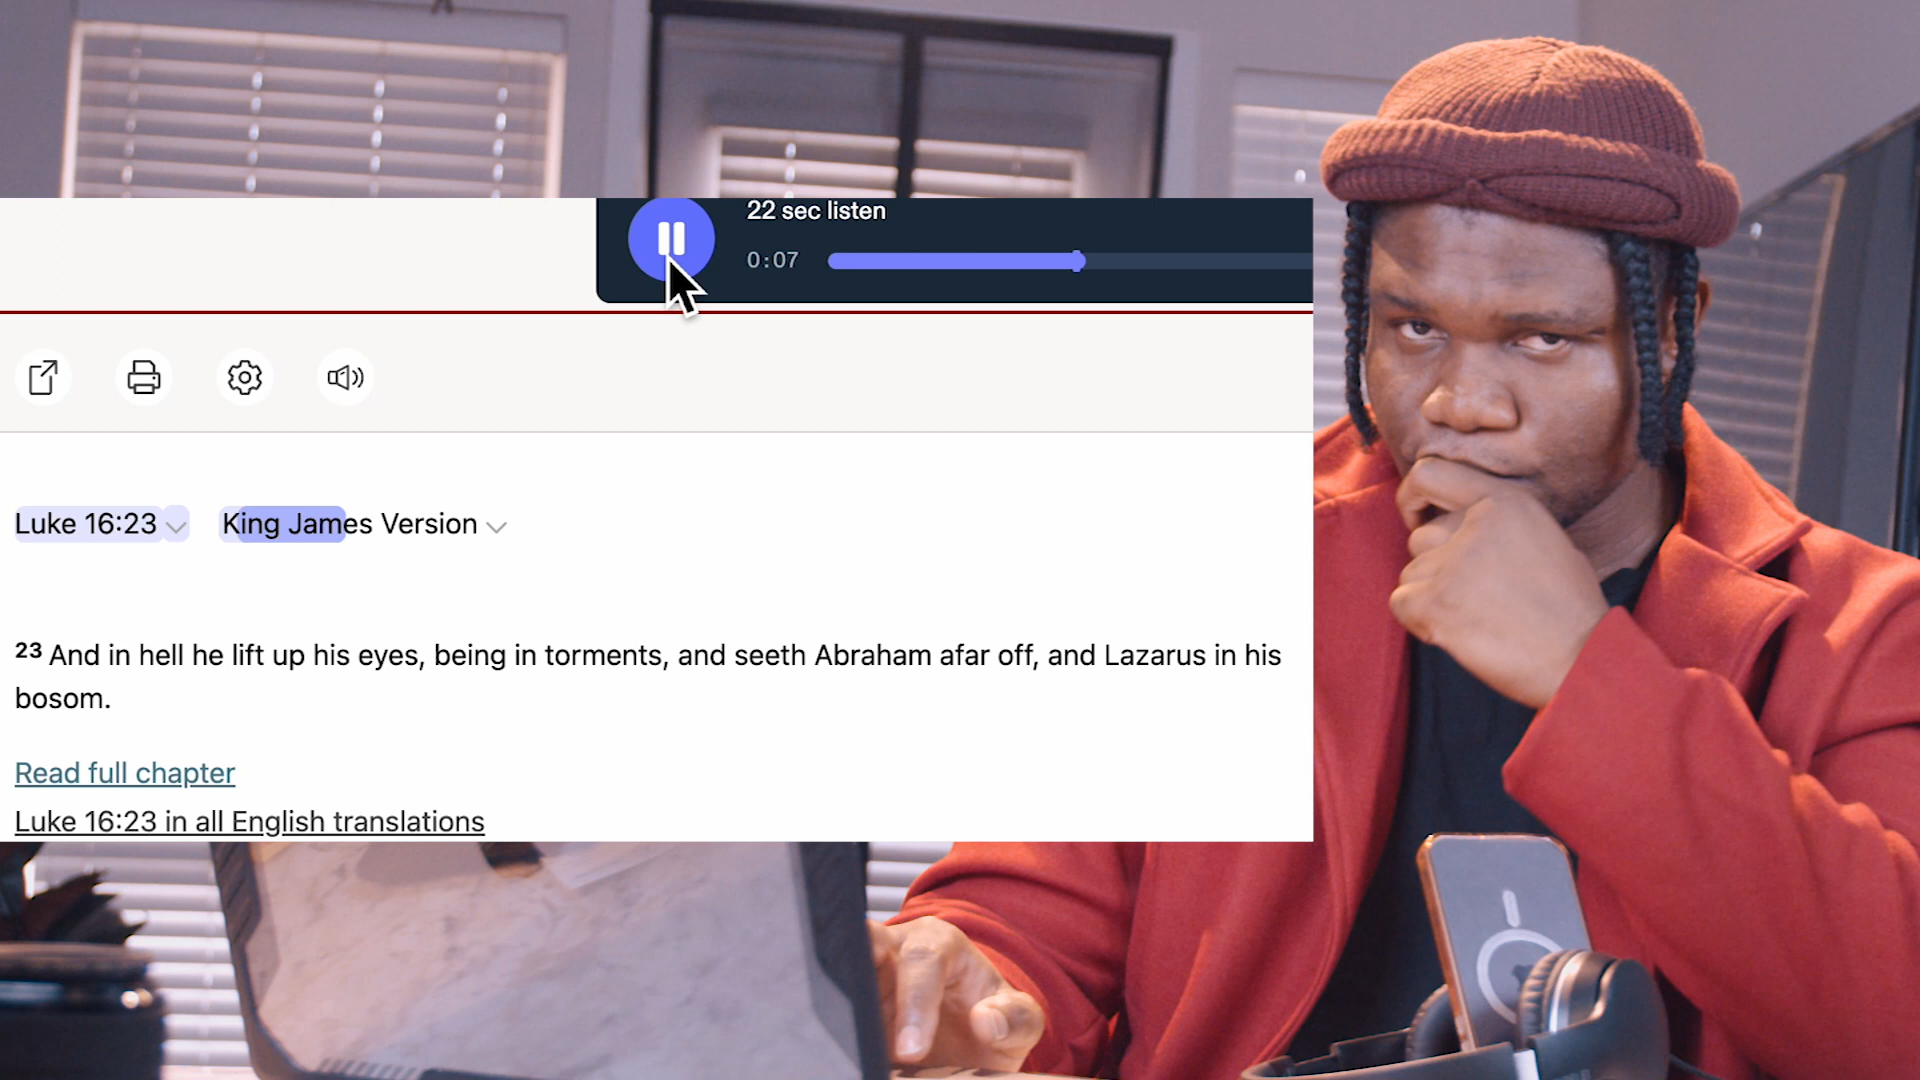 22 sec listen
0:07
Luke 16:23 King James Version
23 And in hell he lift up his eyes, being in torments, and seeth Abraham afar off, and Lazarus in his
bosom.
Read full chapter
Luke 16:23 in all English translations